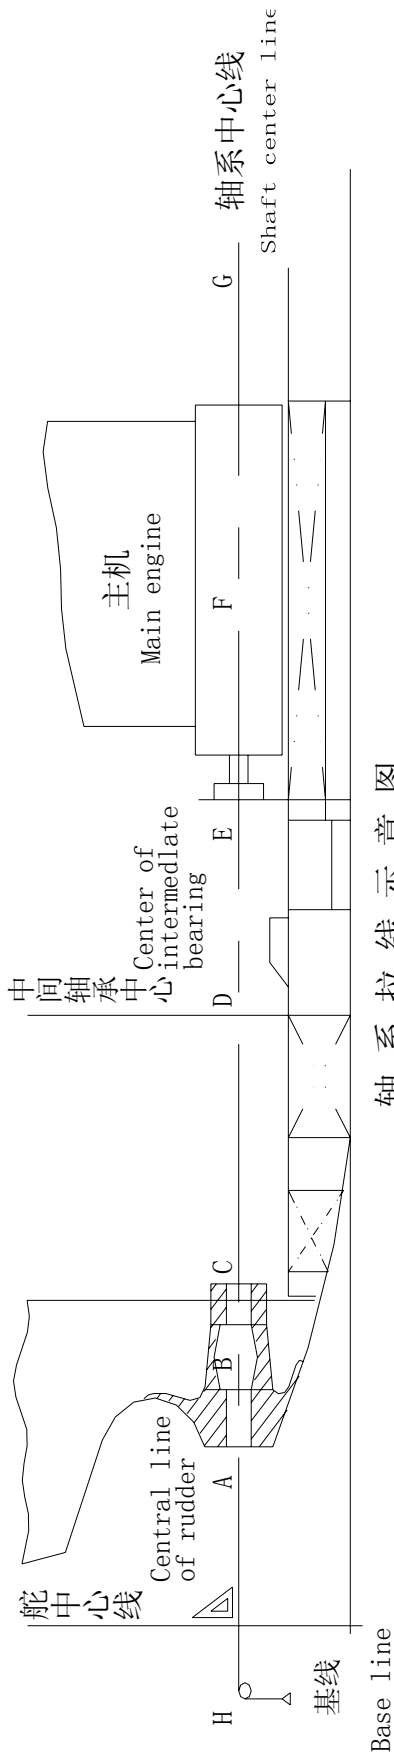 舵中心线
Central line
of rudder
中间轴承中心
Center of
intermedlate
bearing
主机
Main engine
轴系中心线
Shaft center line
H
A
B
C
D
E
F
G
基线
Base line
轴系拉线示意图